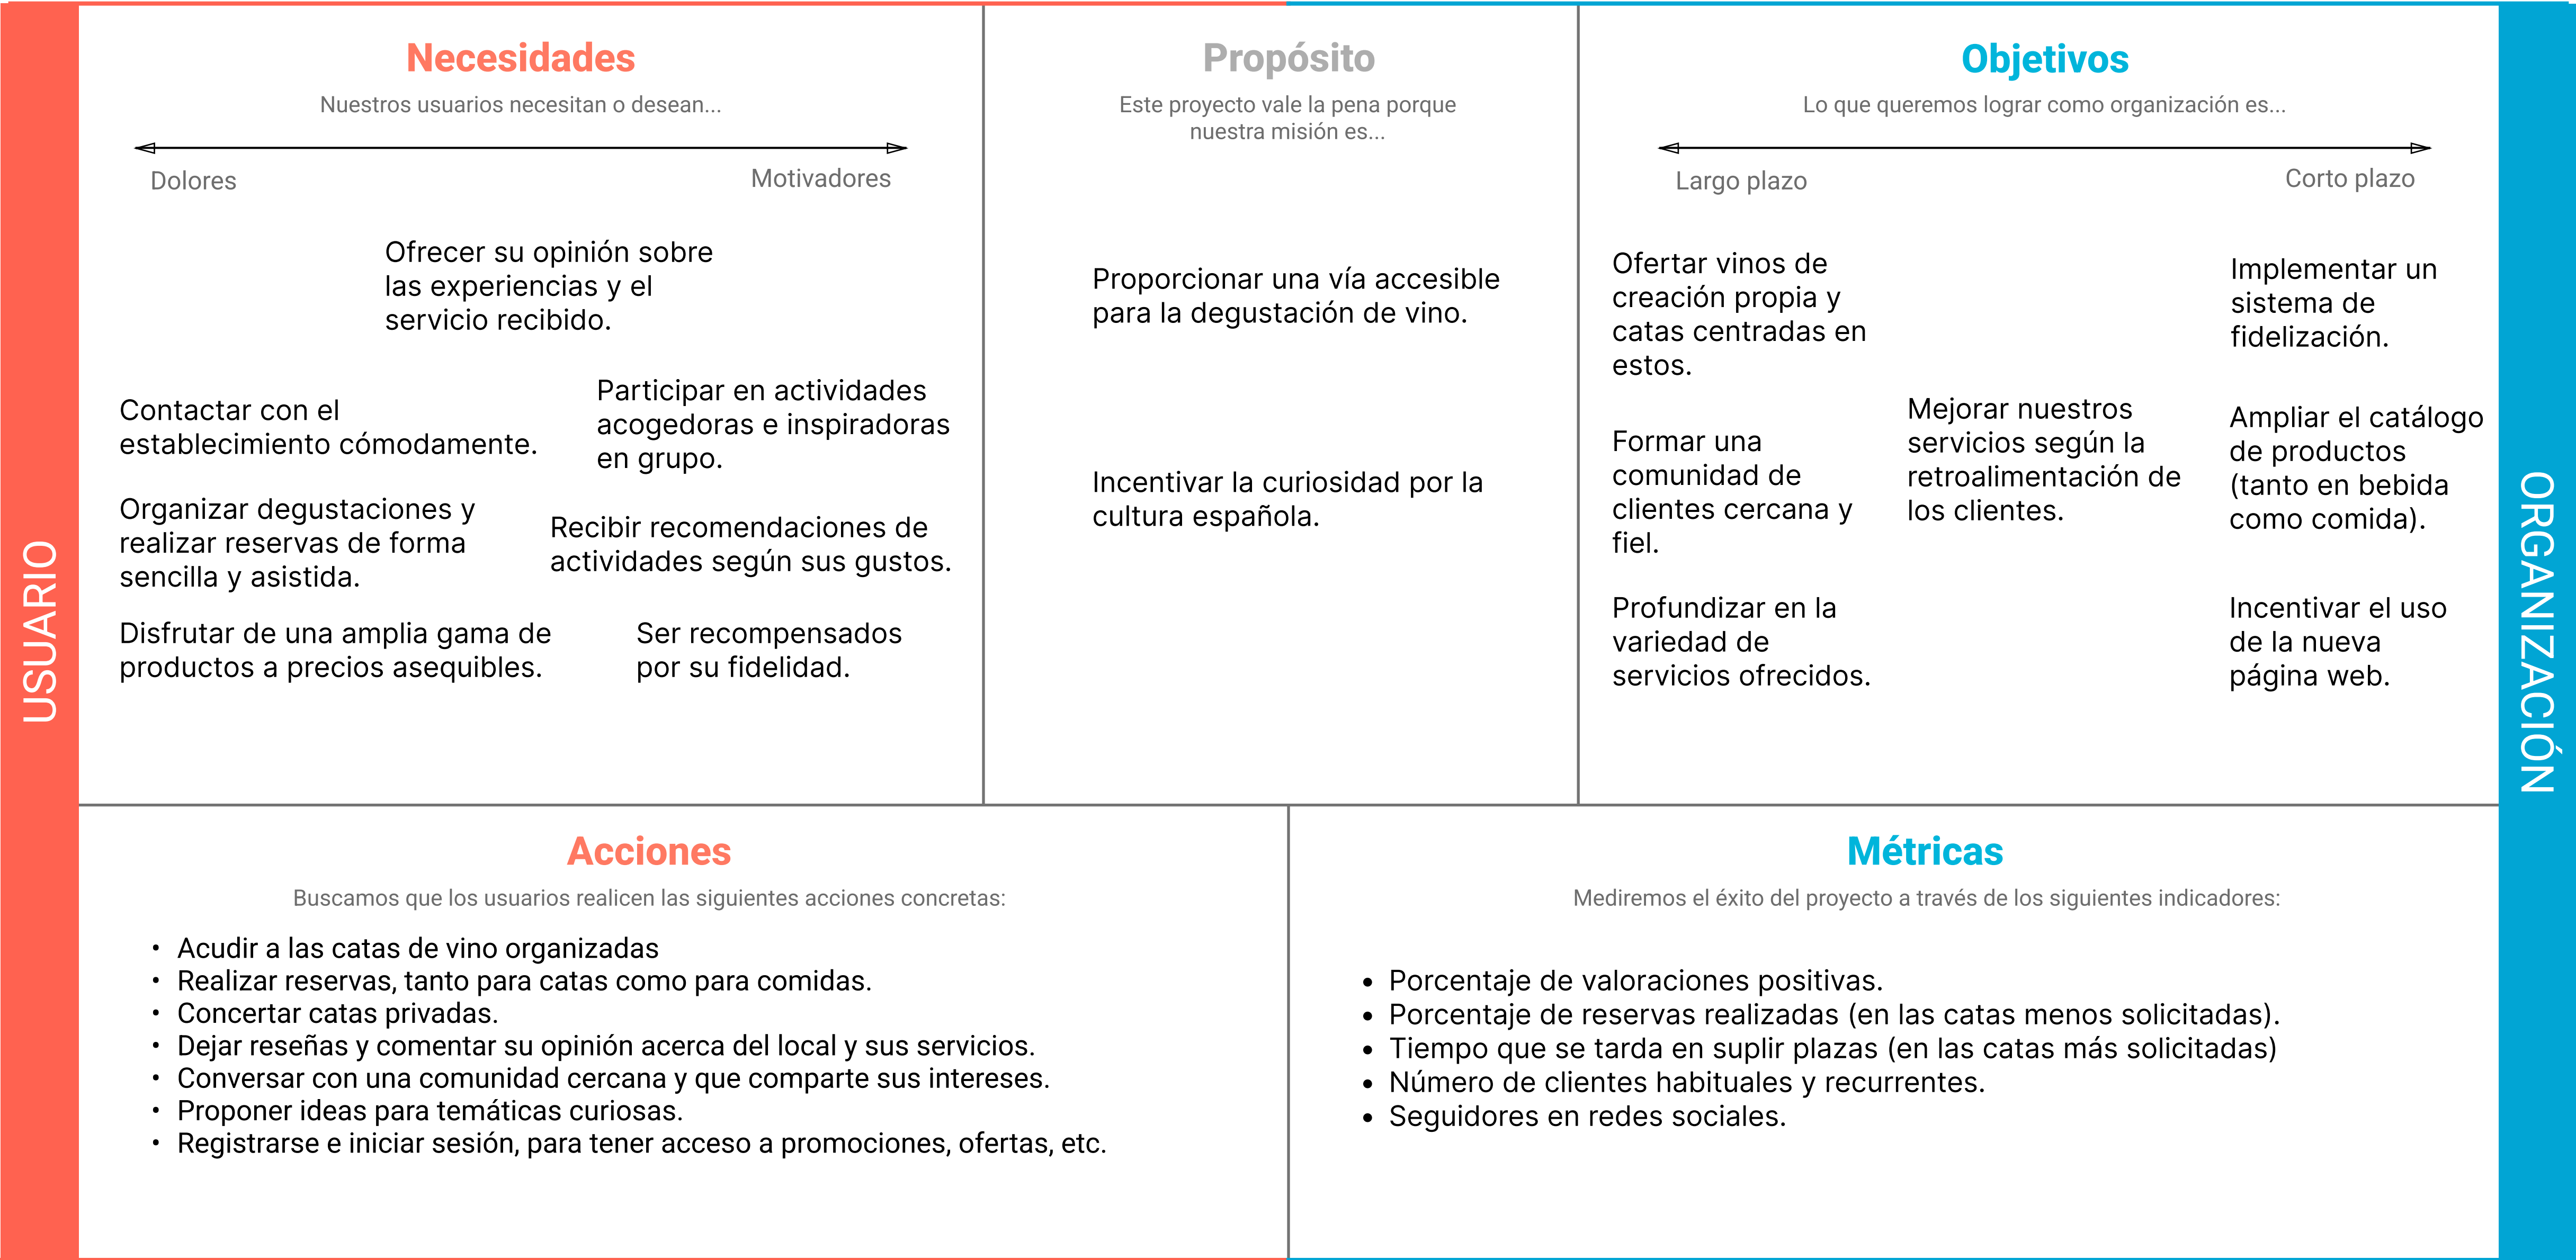 USUARIO
Necesidades
Nuestros usuarios necesitan o desean...
Dolores
Motivadores
Ofrecer su opinión sobre
las experiencias y el
servicio recibido.
Contactar con el
establecimiento cómodamente.
Participar en actividades
acogedoras e inspiradoras
en grupo.
Organizar degustaciones y
realizar reservas de forma
sencilla y asistida.
Recibir recomendaciones de
actividades según sus gustos.
Disfrutar de una amplia gama de
productos a precios asequibles.
Ser recompensados
por su fidelidad.
Propósito
Este proyecto vale la pena porque
nuestra misión es...
Proporcionar una vía accesible
para la degustación de vino.
Incentivar la curiosidad por la
cultura española.
Objetivos
Lo que queremos lograr como organización es...
Largo plazo
Corto plazo
Ofertar vinos de
creación propia y
catas centradas en
estos.
Formar una
comunidad de
clientes cercana y
fiel.
Profundizar en la
variedad de
servicios ofrecidos.
Mejorar nuestros
servicios según la
retroalimentación de
los clientes.
Implementar un
sistema de
fidelización.
Ampliar el catálogo
de productos
(tanto en bebida
como comida).
Incentivar el uso
de la nueva
página web.
ORGANIZACIÓN
Acciones
Buscamos que los usuarios realicen las siguientes acciones concretas:
• Acudir a las catas de vino organizadas
• Realizar reservas, tanto para catas como para comidas.
• Concertar catas privadas.
• Dejar reseñas y comentar su opinión acerca del local y sus servicios.
• Conversar con una comunidad cercana y que comparte sus intereses.
• Proponer ideas para temáticas curiosas.
• Registrarse e iniciar sesión, para tener acceso a promociones, ofertas, etc.
Métricas
Mediremos el éxito del proyecto a través de los siguientes indicadores:
• Porcentaje de valoraciones positivas.
• Porcentaje de reservas realizadas (en las catas menos solicitadas).
• Tiempo que se tarda en suplir plazas (en las catas más solicitadas)
• Número de clientes habituales y recurrentes.
• Seguidores en redes sociales.